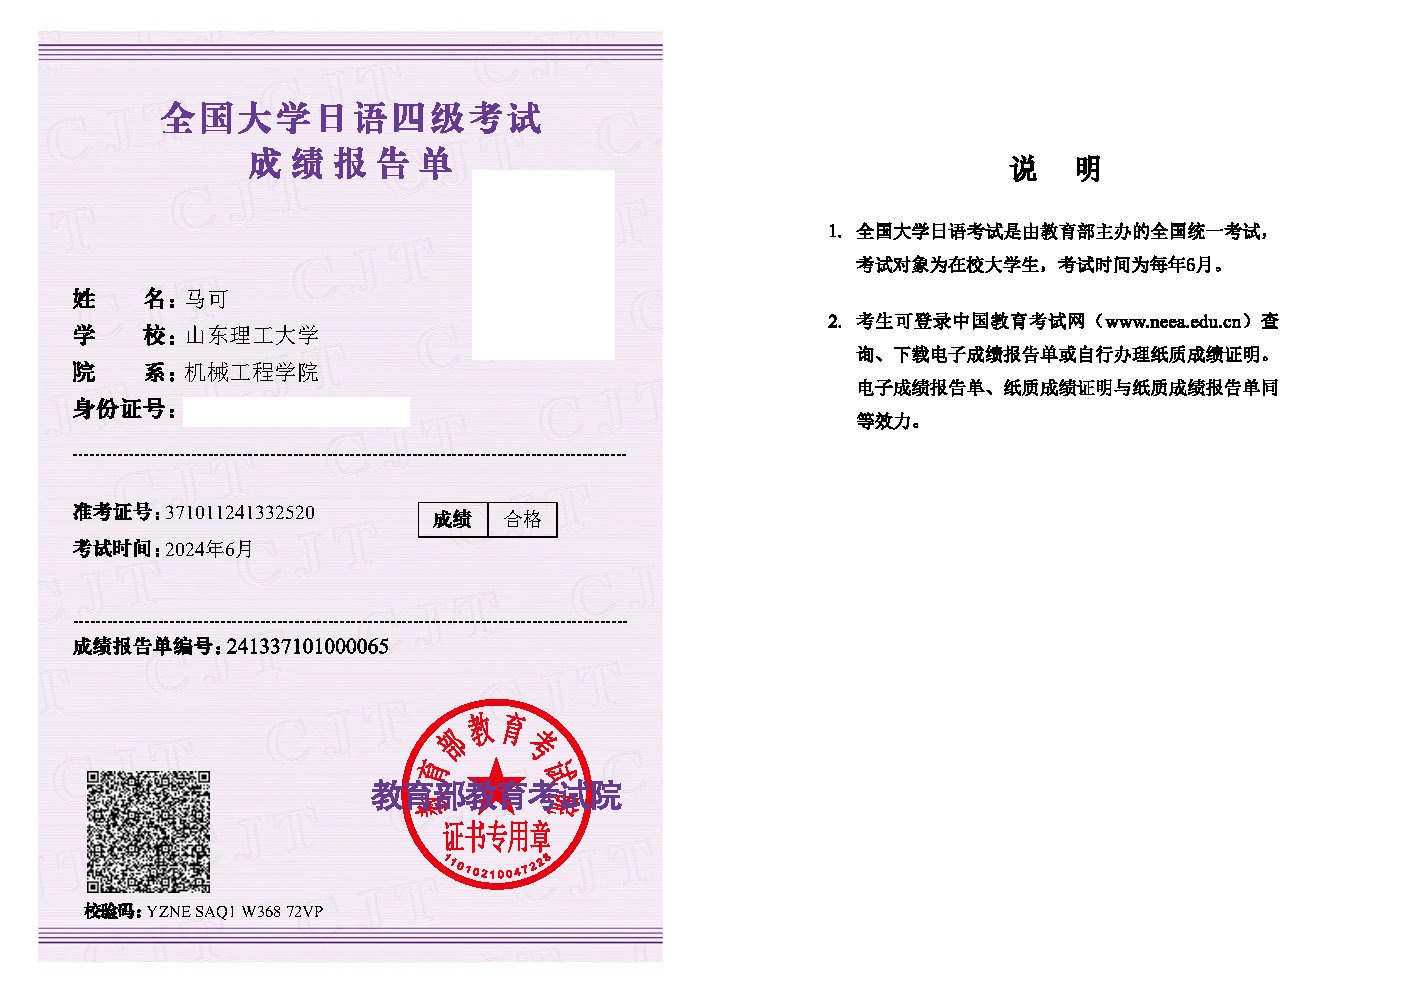 全国大学日语四级考试
成绩报告单
姓 名：马可
学 校：山东理工大学
院 系：机械工程学院
身份证号：
准考证号：371011241332520
考试时间：2024年6月
成绩 合格
成绩报告单编号：241337101000065
教育部教育考试院
教育部教育考试院
证书专用章
11010210047228
校验码：YZNE SAQ1 W368 72VP
说 明
1. 全国大学日语考试是由教育部主办的全国统一考试，
考试对象为在校大学生，考试时间为每年6月。
2. 考生可登录中国教育考试网（www.neea.edu.cn）查
询、下载电子成绩报告单或自行办理纸质成绩证明。
电子成绩报告单、纸质成绩证明与纸质成绩报告单同
等效力。
CJT